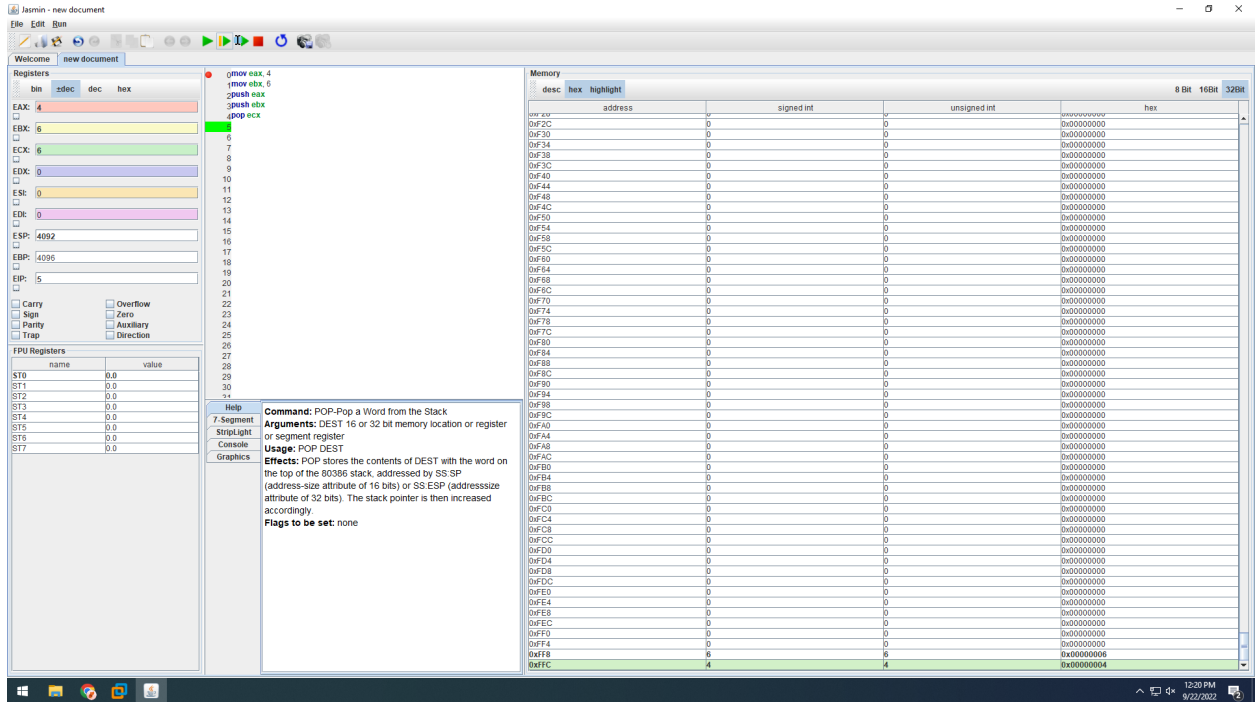 Jasmin - new document
File Edit Run
Welcome new document
Registers
bin ±dec dec hex
EAX: 4
EBX: 6
ECX: 6
EDX: 0
ESI: 0
EDI: 0
ESP: 4092
EBP: 4096
EIP: 5
Carry Overflow
Sign Zero
Parity Auxiliary
Trap Direction
FPU Registers
name value
ST0 0.0
ST1 0.0
ST2 0.0
ST3 0.0
ST4 0.0
ST5 0.0
ST6 0.0
ST7 0.0
0 mov eax, 4
1 mov ebx, 6
2 push eax
3 push ebx
4 pop ecx
5
6
7
8
9
10
11
12
13
14
15
16
17
18
19
20
21
22
23
24
25
26
27
28
29
30
Help
7-Segment
StripLight
Console
Graphics
Command: POP-Pop a Word from the Stack
Arguments: DEST 16 or 32 bit memory location or register
or segment register
Usage: POP DEST
Effects: POP stores the contents of DEST with the word on
the top of the 80386 stack, addressed by SS:SP
(address-size attribute of 16 bits) or SS:ESP (addresssize
attribute of 32 bits). The stack pointer is then increased
accordingly.
Flags to be set: none
Memory
desc hex highlight 8 Bit 16Bit 32Bit
address signed int unsigned int hex
0xF2C 0 0 0x00000000
0xF30 0 0 0x00000000
0xF34 0 0 0x00000000
0xF38 0 0 0x00000000
0xF3C 0 0 0x00000000
0xF40 0 0 0x00000000
0xF44 0 0 0x00000000
0xF48 0 0 0x00000000
0xF4C 0 0 0x00000000
0xF50 0 0 0x00000000
0xF54 0 0 0x00000000
0xF58 0 0 0x00000000
0xF5C 0 0 0x00000000
0xF60 0 0 0x00000000
0xF64 0 0 0x00000000
0xF68 0 0 0x00000000
0xF6C 0 0 0x00000000
0xF70 0 0 0x00000000
0xF74 0 0 0x00000000
0xF78 0 0 0x00000000
0xF7C 0 0 0x00000000
0xF80 0 0 0x00000000
0xF84 0 0 0x00000000
0xF88 0 0 0x00000000
0xF8C 0 0 0x00000000
0xF90 0 0 0x00000000
0xF94 0 0 0x00000000
0xF98 0 0 0x00000000
0xF9C 0 0 0x00000000
0xFA0 0 0 0x00000000
0xFA4 0 0 0x00000000
0xFA8 0 0 0x00000000
0xFAC 0 0 0x00000000
0xFB0 0 0 0x00000000
0xFB4 0 0 0x00000000
0xFB8 0 0 0x00000000
0xFBC 0 0 0x00000000
0xFC0 0 0 0x00000000
0xFC4 0 0 0x00000000
0xFC8 0 0 0x00000000
0xFCC 0 0 0x00000000
0xFD0 0 0 0x00000000
0xFD4 0 0 0x00000000
0xFD8 0 0 0x00000000
0xFDC 0 0 0x00000000
0xFE0 0 0 0x00000000
0xFE4 0 0 0x00000000
0xFE8 0 0 0x00000000
0xFEC 0 0 0x00000000
0xFF0 0 0 0x00000000
0xFF4 0 0 0x00000000
0xFF8 6 6 0x00000006
0xFFC 4 4 0x00000004
12:20 PM
9/22/2022
2